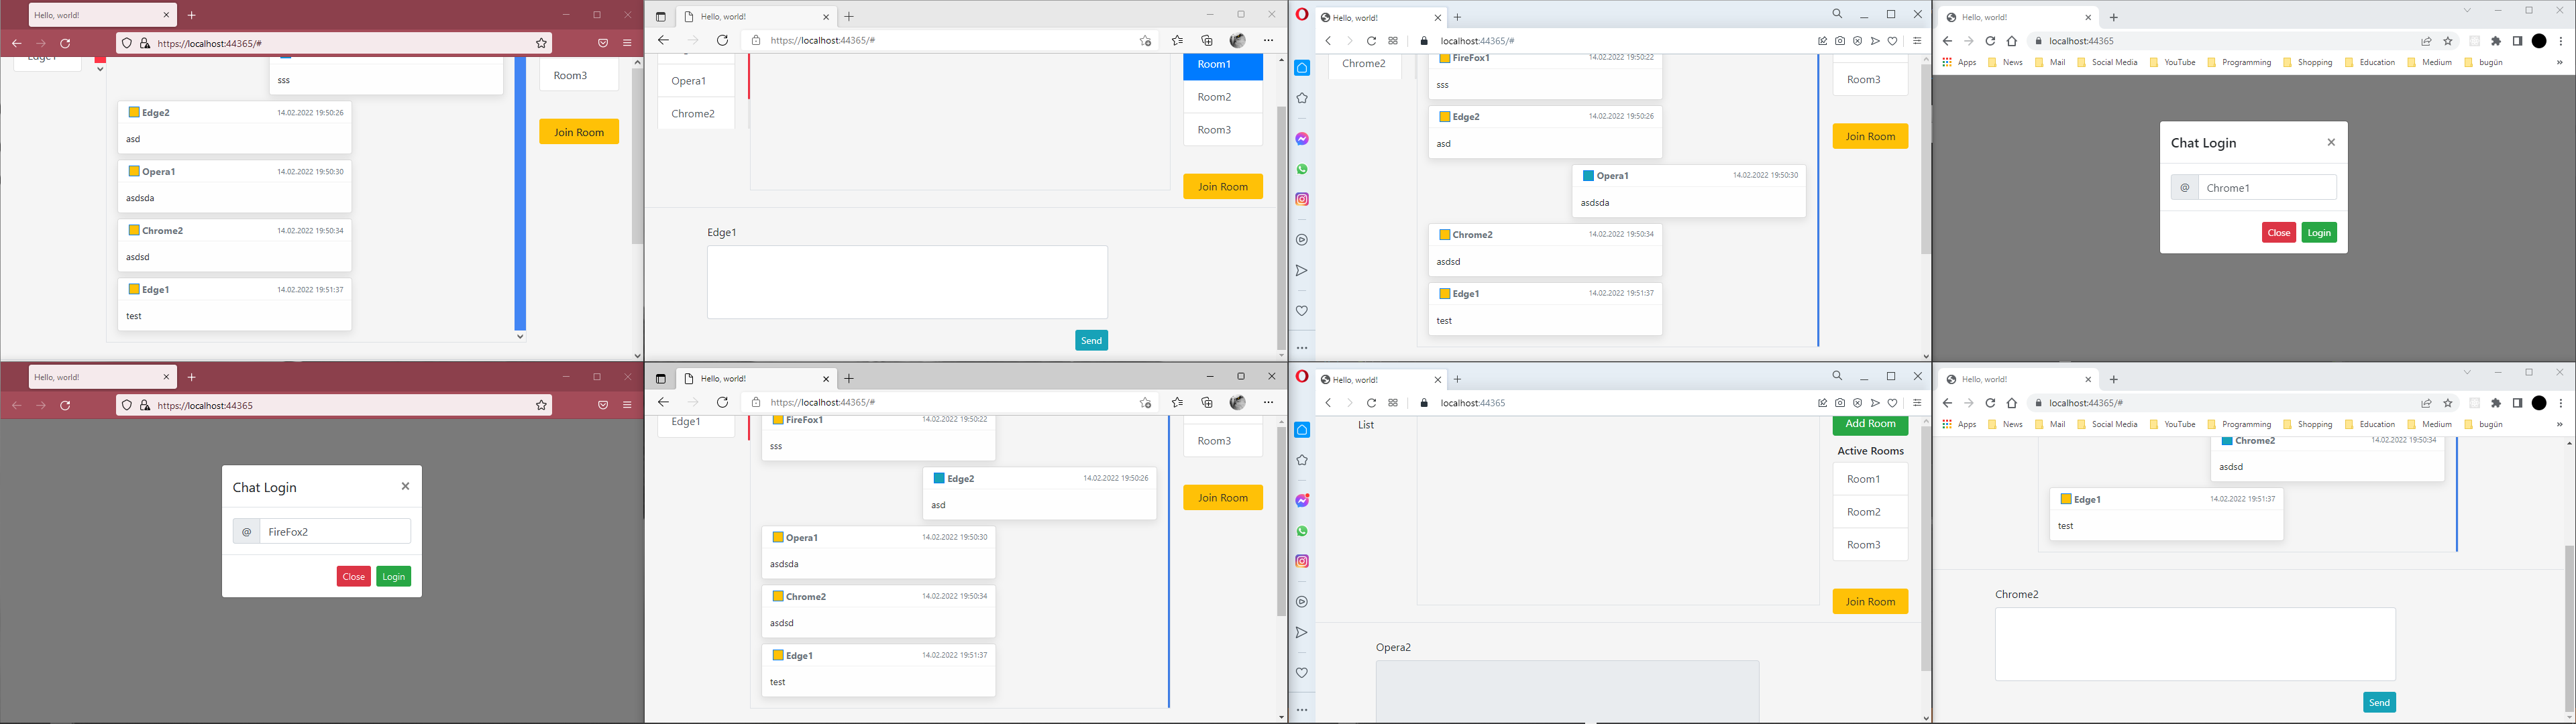 Hello, world!
https://localhost:44365/#
Edge1
Room3
sss
Join Room
Edge2 14.02.2022 19:50:26
asd
Opera1 14.02.2022 19:50:30
asdsda
Chrome2 14.02.2022 19:50:34
asdsd
Edge1 14.02.2022 19:51:37
test
Hello, world!
https://localhost:44365/#
Opera1
Chrome2
Room1
Room2
Room3
Join Room
Edge1
Send
Hello, world!
localhost:44365/#
Chrome2
FireFox1 14.02.2022 19:50:22
sss
Room3
Join Room
Edge2 14.02.2022 19:50:26
asd
Opera1 14.02.2022 19:50:30
asdsda
Chrome2 14.02.2022 19:50:34
asdsd
Edge1 14.02.2022 19:51:37
test
Hello, world!
localhost:44365
Apps News Mail Social Media YouTube Programming Shopping Education Medium bugün »
Chat Login ×
@ Chrome1
Close Login
Hello, world!
https://localhost:44365
Chat Login ×
@ FireFox2
Close Login
Hello, world!
https://localhost:44365/#
Edge1
FireFox1 14.02.2022 19:50:22
sss
Room3
Join Room
Edge2 14.02.2022 19:50:26
asd
Opera1 14.02.2022 19:50:30
asdsda
Chrome2 14.02.2022 19:50:34
asdsd
Edge1 14.02.2022 19:51:37
test
Hello, world!
localhost:44365
List
Add Room
Active Rooms
Room1
Room2
Room3
Join Room
Opera2
Hello, world!
localhost:44365/#
Apps News Mail Social Media YouTube Programming Shopping Education Medium bugün »
Chrome2 14.02.2022 19:50:34
asdsd
Edge1 14.02.2022 19:51:37
test
Chrome2
Send